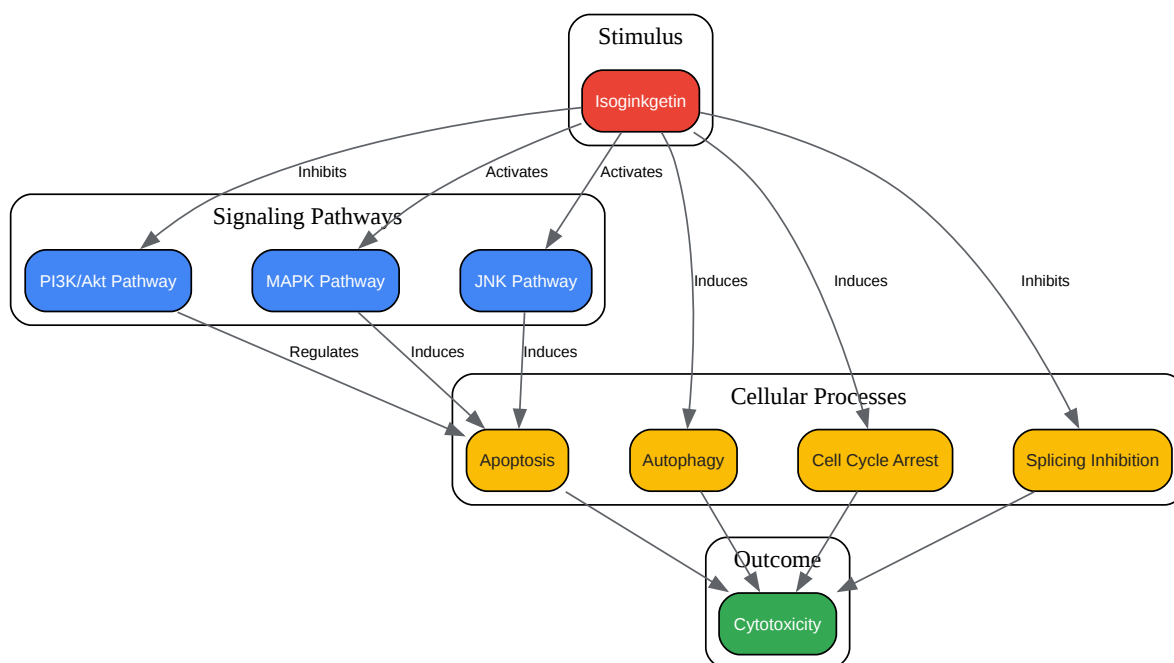 Stimulus
Isoginkgetin
Inhibits
Activates
Activates
Signaling Pathways
PI3K/Akt Pathway
MAPK Pathway
JNK Pathway
Induces
Induces
Inhibits
Regulates
Induces
Induces
Cellular Processes
Apoptosis
Autophagy
Cell Cycle Arrest
Splicing Inhibition
Outcome
Cytotoxicity